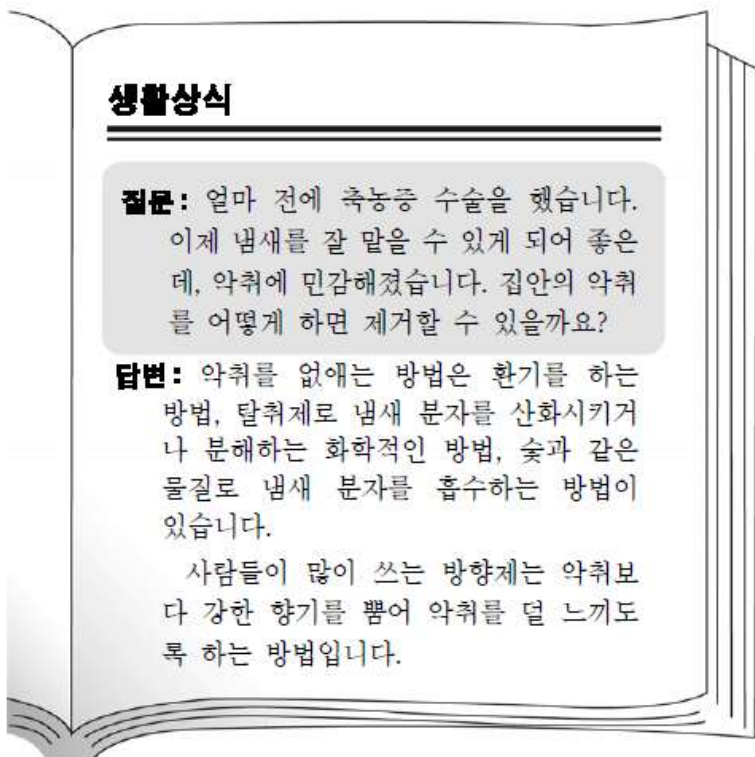 생활상식
질문: 얼마 전에 축농증 수술을 했습니다.
이제 냄새를 잘 맡을 수 있게 되어 좋은
데, 악취에 민감해졌습니다. 집안의 악취
를 어떻게 하면 제거할 수 있을까요?
답변: 악취를 없애는 방법은 환기를 하는
방법, 탈취제로 냄새 분자를 산화시키거
나 분해하는 화학적인 방법, 숯과 같은
물질로 냄새 분자를 흡수하는 방법이
있습니다.
사람들이 많이 쓰는 방향제는 악취보
다 강한 향기를 뿜어 악취를 덜 느끼도
록 하는 방법입니다.